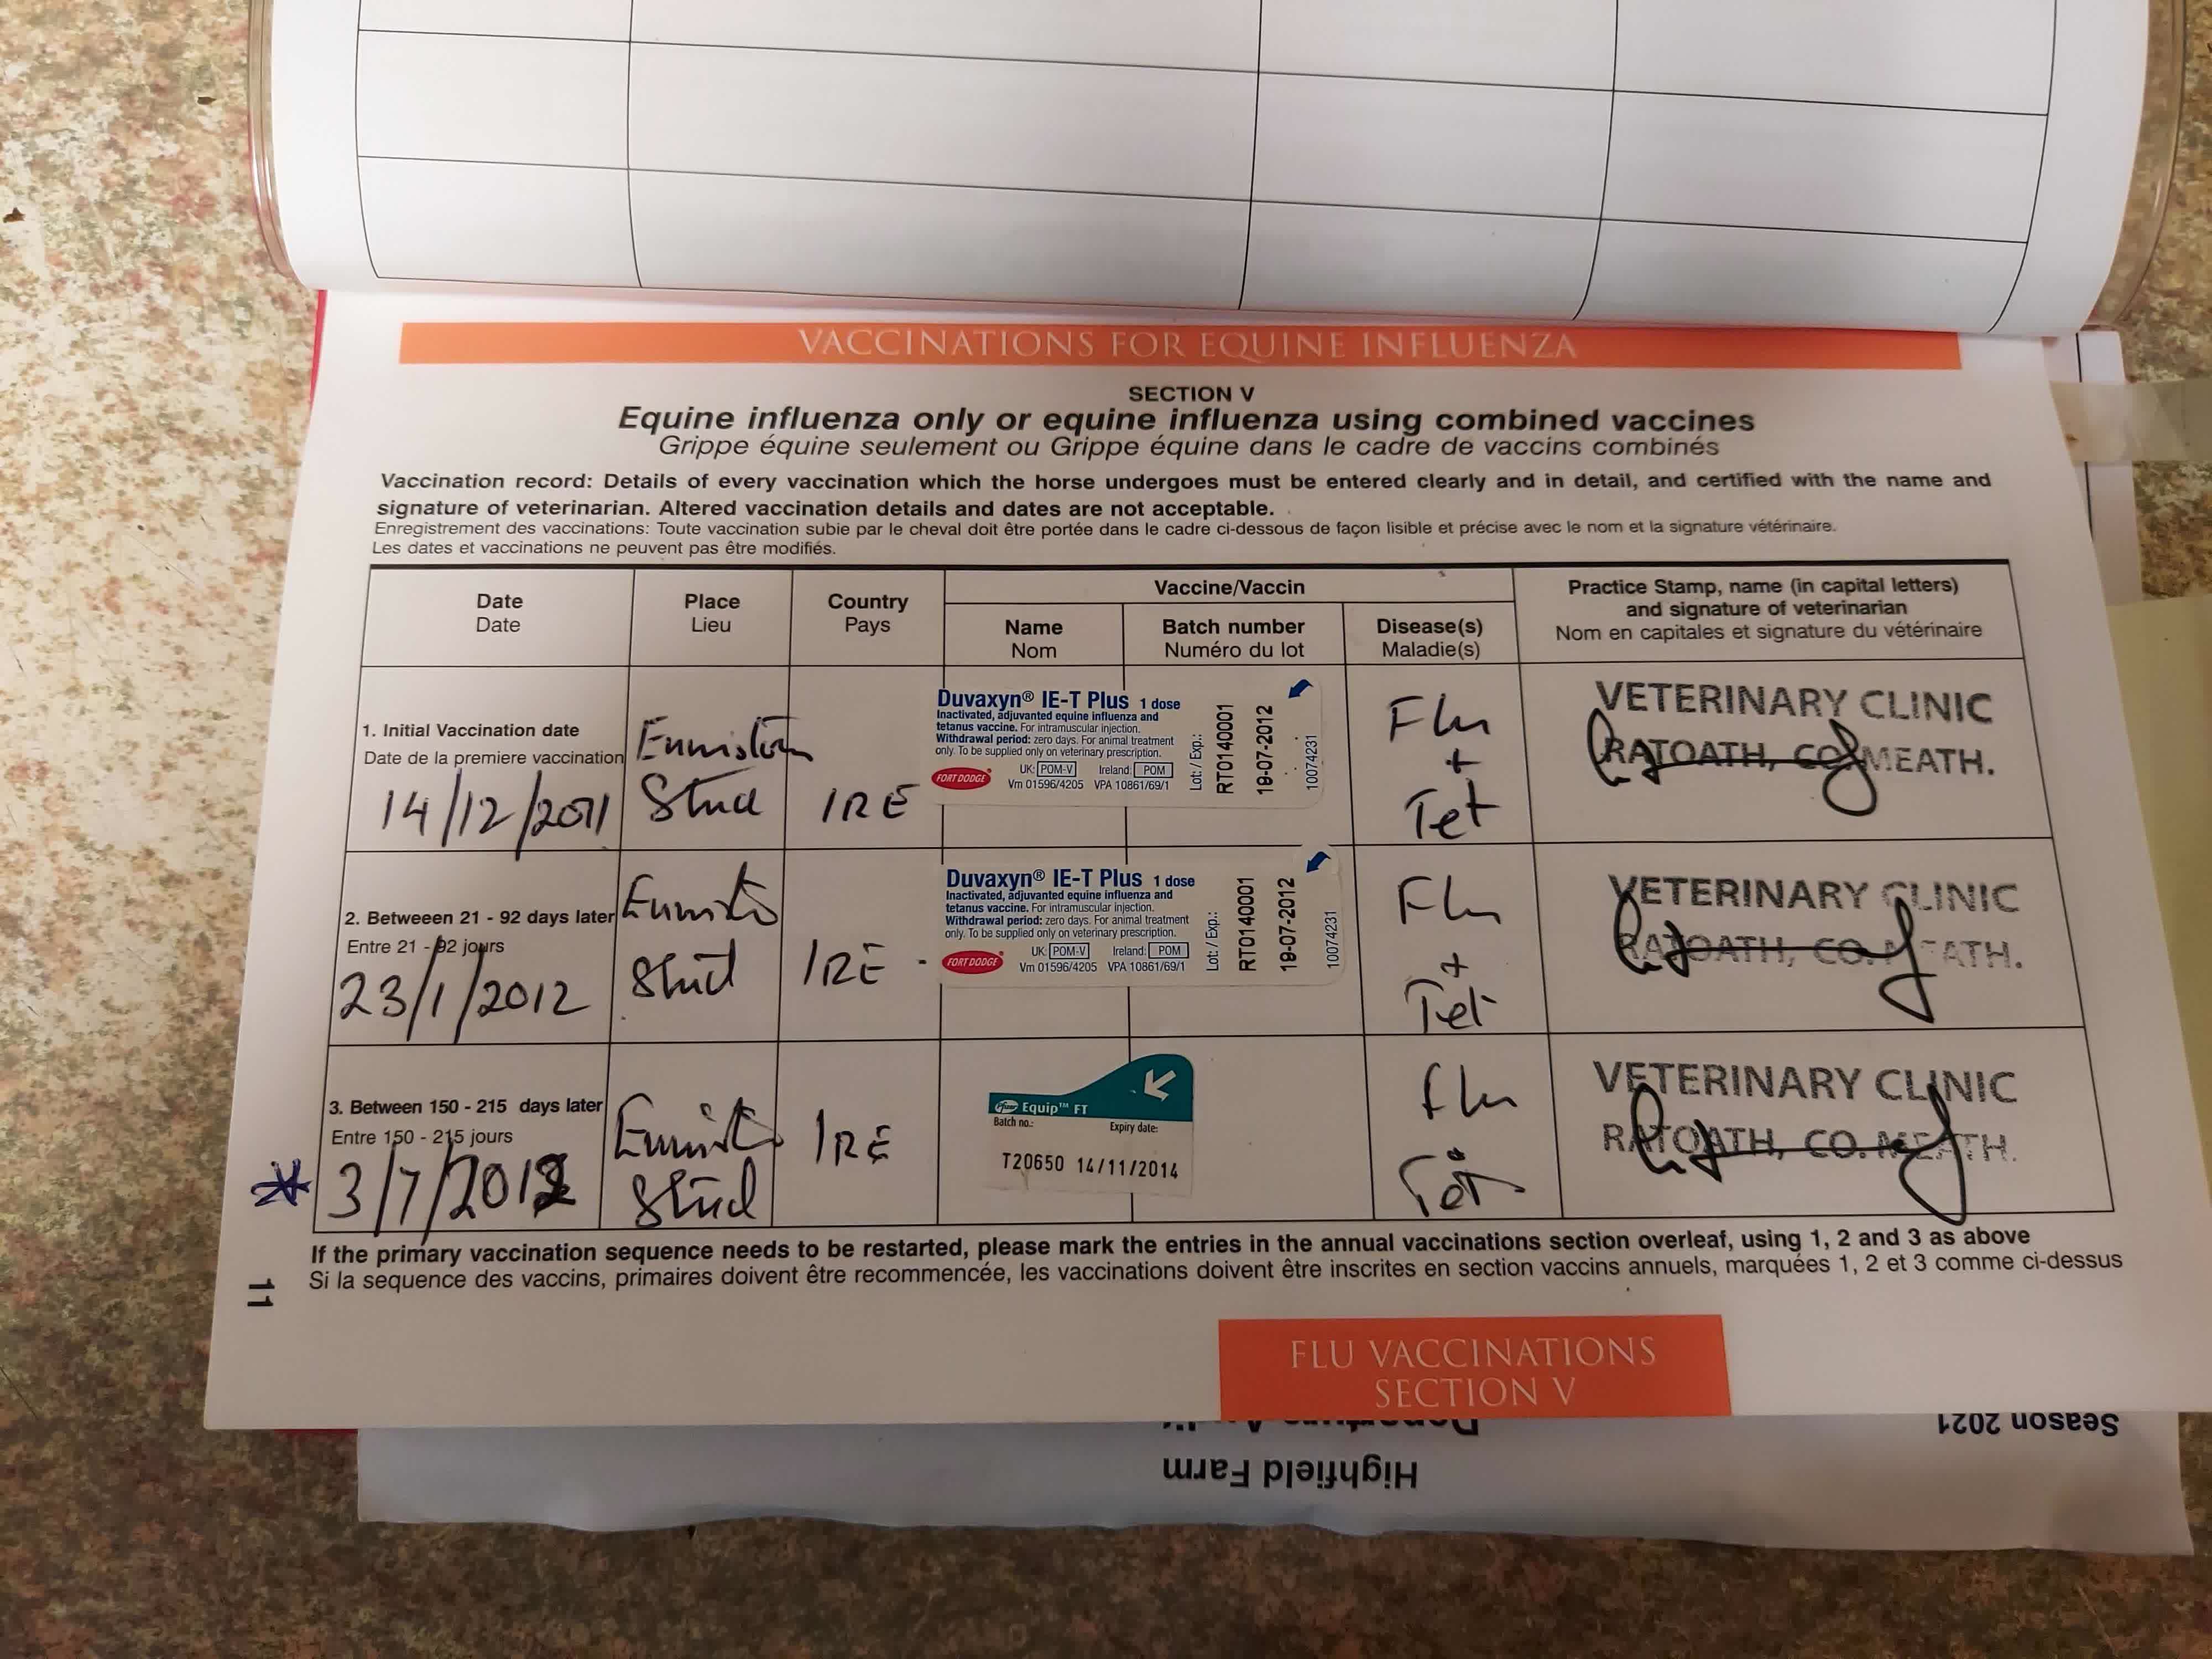 VACCINATIONS FOR EQUINE INFLUENZA
SECTION V
Equine influenza only or equine influenza using combined vaccines
Grippe équine seulement ou Grippe équine dans le cadre de vaccins combinés
Vaccination record: Details of every vaccination which the horse undergoes must be entered clearly and in detail, and certified with the name and
signature of veterinarian. Altered vaccination details and dates are not acceptable.
Enregistrement des vaccinations: Toute vaccination subie par le cheval doit être portée dans le cadre ci-dessous de façon lisible et précise avec le nom et la signature vétérinaire.
Les dates et vaccinations ne peuvent pas être modifiés.
Date
Date
Place
Lieu
Country
Pays
Vaccine/Vaccin
Name
Nom
Batch number
Numéro du lot
Disease(s)
Maladie(s)
Practice Stamp, name (in capital letters)
and signature of veterinarian
Nom en capitales et signature du vétérinaire
1. Initial Vaccination date
Date de la premiere vaccination
14/12/2011
Stud
IRE
Duvaxyn® IE-T Plus 1 dose
Inactivated, adjuvanted equine influenza and
tetanus vaccine. For intramuscular injection.
Withdrawal period: zero days. For animal treatment
only. To be supplied only on veterinary prescription.
FORT DODGE
UK: POM-V Ireland: POM
Vm 01596/4205 VPA 10861/69/1
Lot: / Exp.:
RT0140001
19-07-2012
10074231
Flu
+
Tet
VETERINARY CLINIC
RATOATH, CO. MEATH.
2. Betweeen 21 - 92 days later
Entre 21 - 92 jours
23/1/2012
Stud
IRE
Duvaxyn® IE-T Plus 1 dose
Inactivated, adjuvanted equine influenza and
tetanus vaccine. For intramuscular injection.
Withdrawal period: zero days. For animal treatment
only. To be supplied only on veterinary prescription.
FORT DODGE
UK: POM-V Ireland: POM
Vm 01596/4205 VPA 10861/69/1
Lot: / Exp.:
RT0140001
19-07-2012
10074231
Flu
+
Tet
VETERINARY CLINIC
RATOATH, CO. MEATH.
3. Between 150 - 215 days later
Entre 150 - 215 jours
3/7/2012
Stud
IRE
Pfizer Equip™ FT
Batch no.: Expiry date:
T20650 14/11/2014
Flu
Tet
VETERINARY CLINIC
RATOATH, CO. MEATH.
If the primary vaccination sequence needs to be restarted, please mark the entries in the annual vaccinations section overleaf, using 1, 2 and 3 as above
Si la sequence des vaccins, primaires doivent être recommencée, les vaccinations doivent être inscrites en section vaccins annuels, marquées 1, 2 et 3 comme ci-dessus
11
FLU VACCINATIONS
SECTION V
Season 2021
Highfield Farm